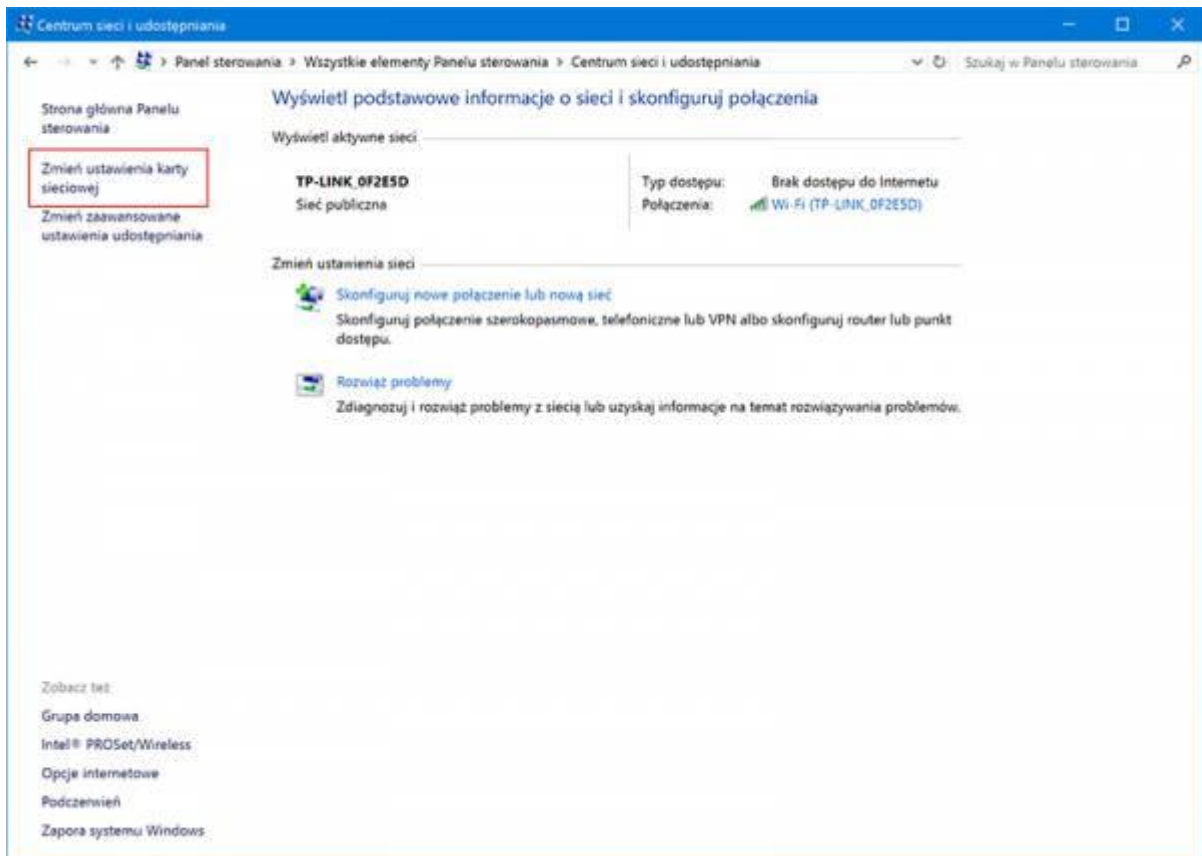 Centrum sieci i udostępniania
Panel sterowania > Wszystkie elementy Panelu sterowania > Centrum sieci i udostępniania
Szukaj w Panelu sterowania
Strona główna Panelu
sterowania
Zmień ustawienia karty
sieciowej
Zmień zaawansowane
ustawienia udostępniania
Wyświetl podstawowe informacje o sieci i skonfiguruj połączenia
Wyświetl aktywne sieci
TP-LINK_0F2E5D
Sieć publiczna
Typ dostępu: Brak dostępu do Internetu
Połączenia: Wi-Fi (TP-LINK_0F2E5D)
Zmień ustawienia sieci
Skonfiguruj nowe połączenie lub nową sieć
Skonfiguruj połączenie szerokopasmowe, telefoniczne lub VPN albo skonfiguruj router lub punkt
dostępu.
Rozwiąż problemy
Zdiagnozuj i rozwiąż problemy z siecią lub uzyskaj informacje na temat rozwiązywania problemów.
Zobacz też
Grupa domowa
Intel® PROSet/Wireless
Opcje internetowe
Podczerwień
Zapora systemu Windows